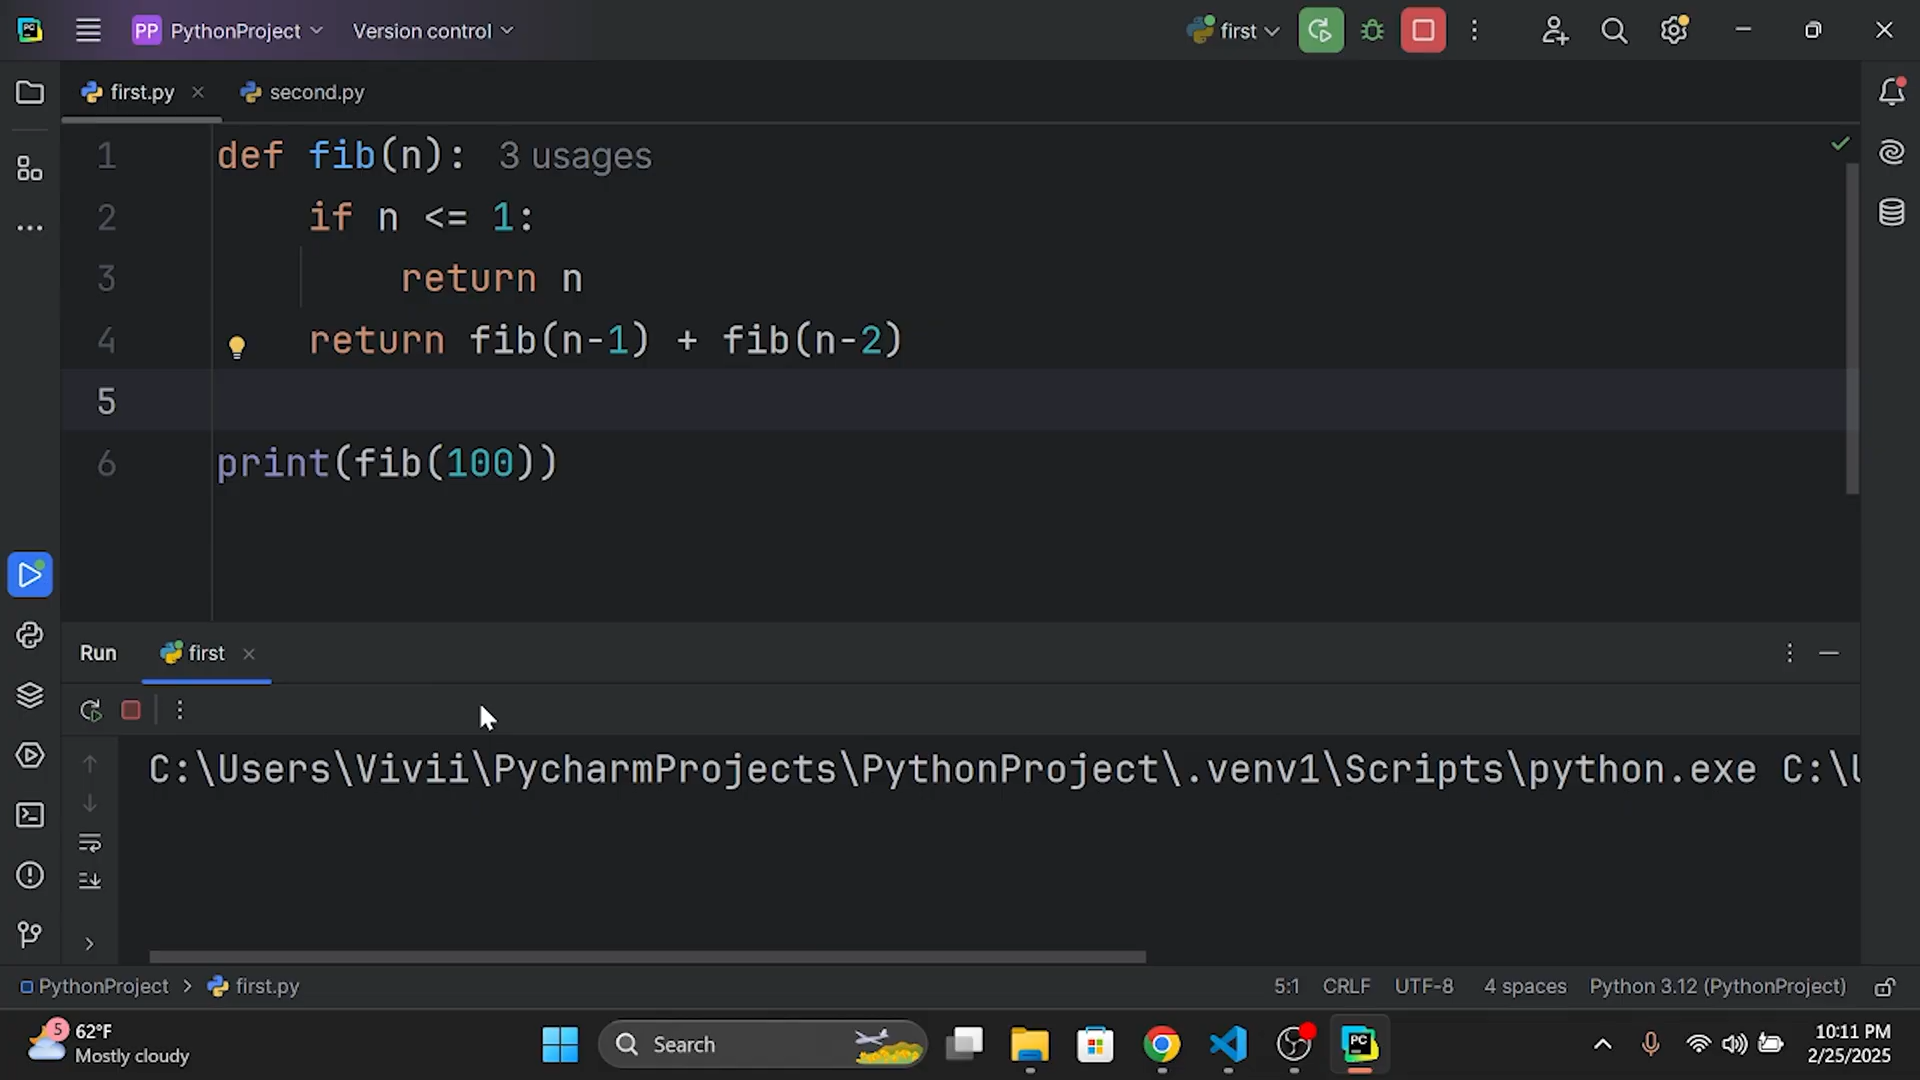 PP PythonProject Version control first
first.py second.py
1 def fib(n): 3 usages
2 if n <= 1:
3 return n
4 return fib(n-1) + fib(n-2)
5
6 print(fib(100))
Run first
C:\Users\Vivii\PycharmProjects\PythonProject\.venv1\Scripts\python.exe C:\U
PythonProject > first.py 5:1 CRLF UTF-8 4 spaces Python 3.12 (PythonProject)
5 62°F
Mostly cloudy
Search
PC
10:11 PM
2/25/2025